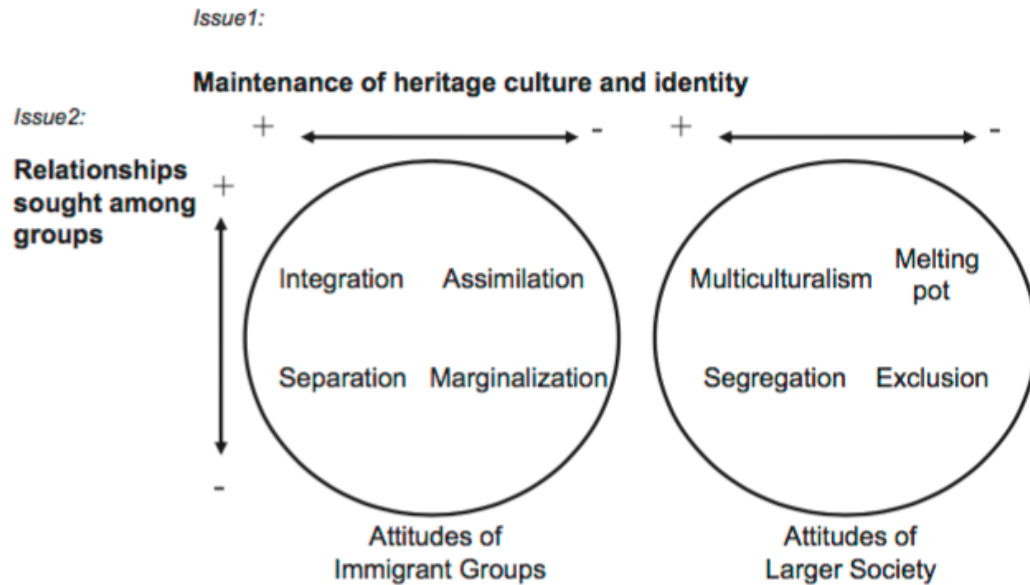 Issue1:
Maintenance of heritage culture and identity
Issue2:
+ - + -
Relationships
sought among
groups
+
Integration Assimilation
Separation Marginalization
-
Multiculturalism Melting
pot
Segregation Exclusion
Attitudes of
Immigrant Groups
Attitudes of
Larger Society